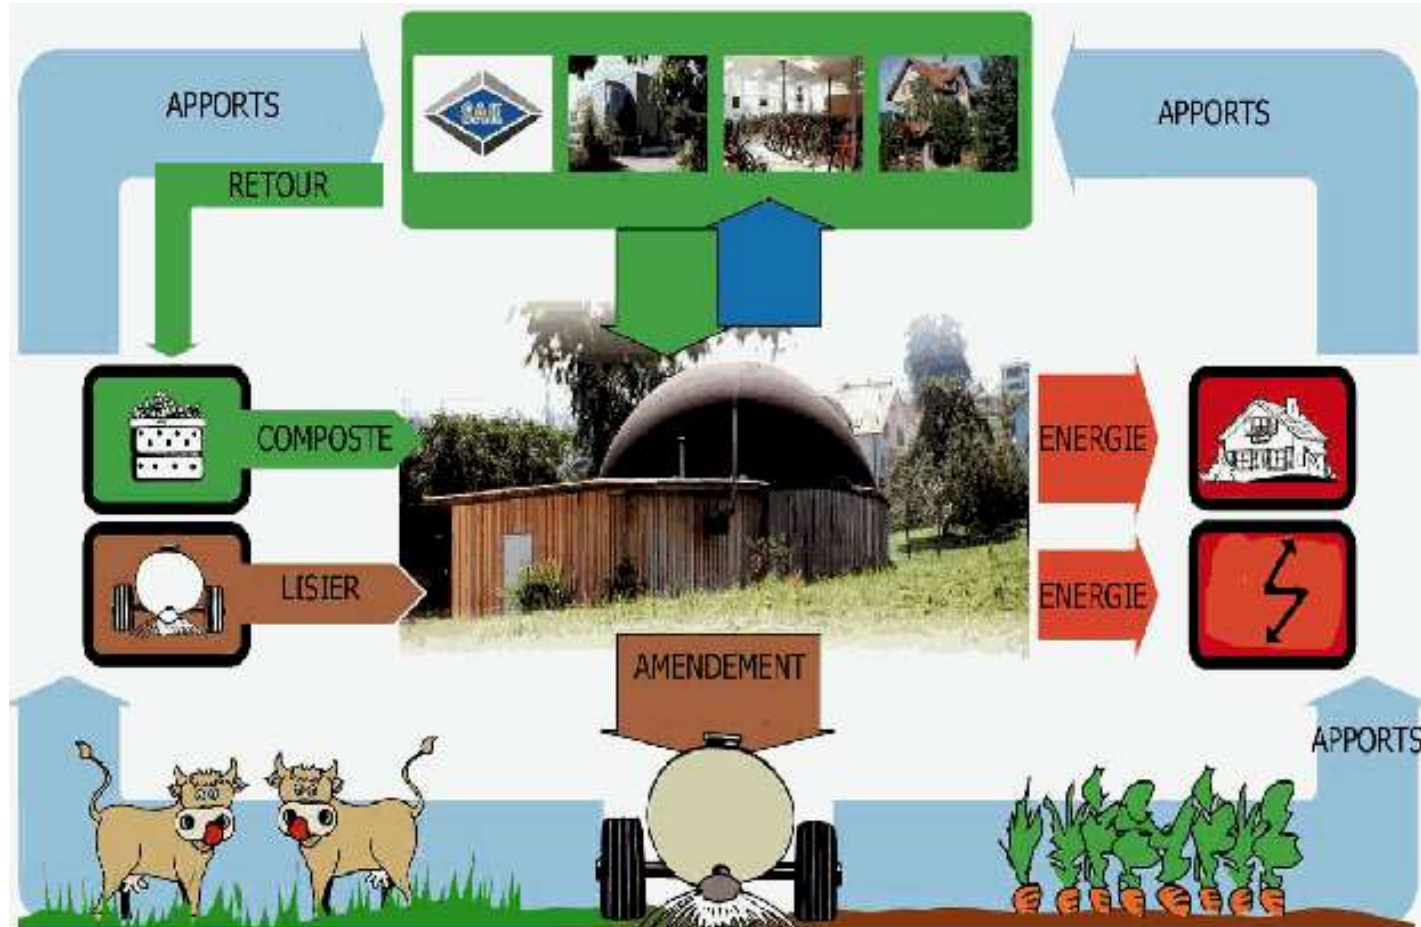 APPORTS
APPORTS
RETOUR
COMPOSTE
ENERGIE
LISIER
ENERGIE
AMENDEMENT
APPORTS